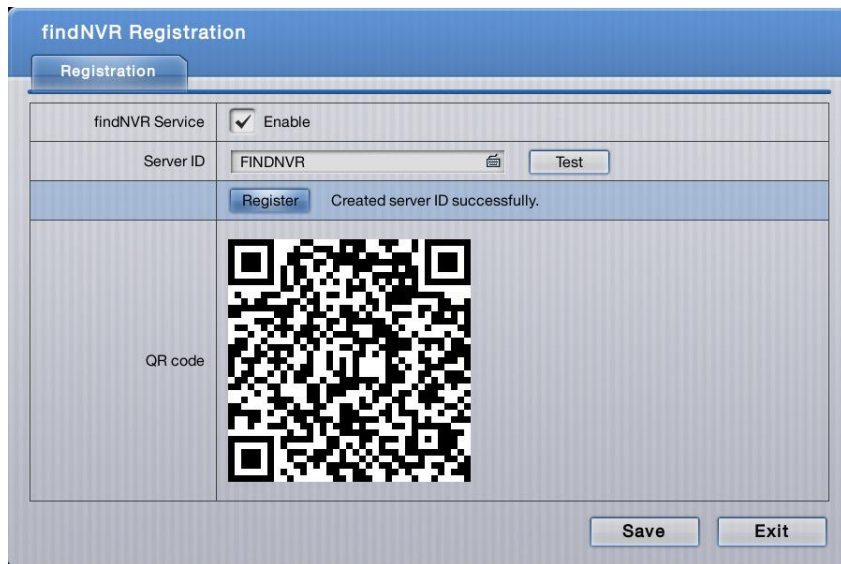 findNVR Registration
Registration
findNVR Service Enable
Server ID FINDNVR Test
Register Created server ID successfully.
QR code
Save Exit